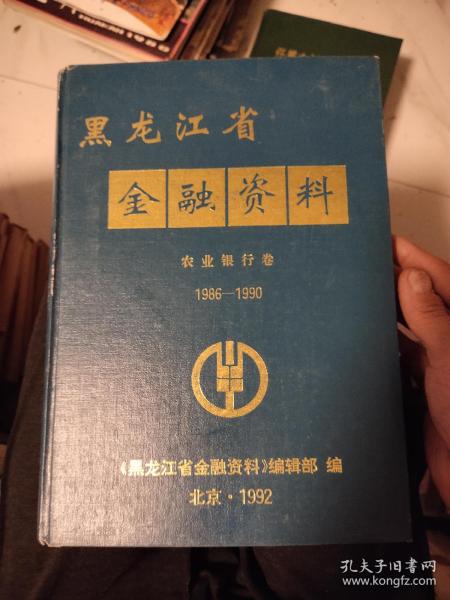 黑龙江省
金融资料
农业银行卷
1986—1990
《黑龙江省金融资料》编辑部 编
北京·1992
孔夫子旧书网
www.kongfz.com